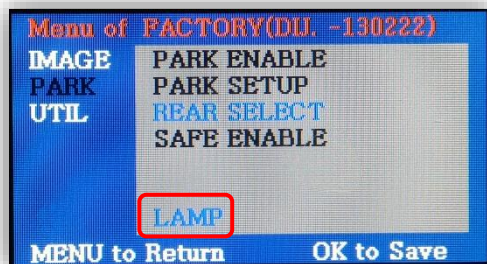 Menu of FACTORY(DIJ. -130222)
IMAGE PARK ENABLE
PARK PARK SETUP
UTIL REAR SELECT
SAFE ENABLE
LAMP
MENU to Return OK to Save